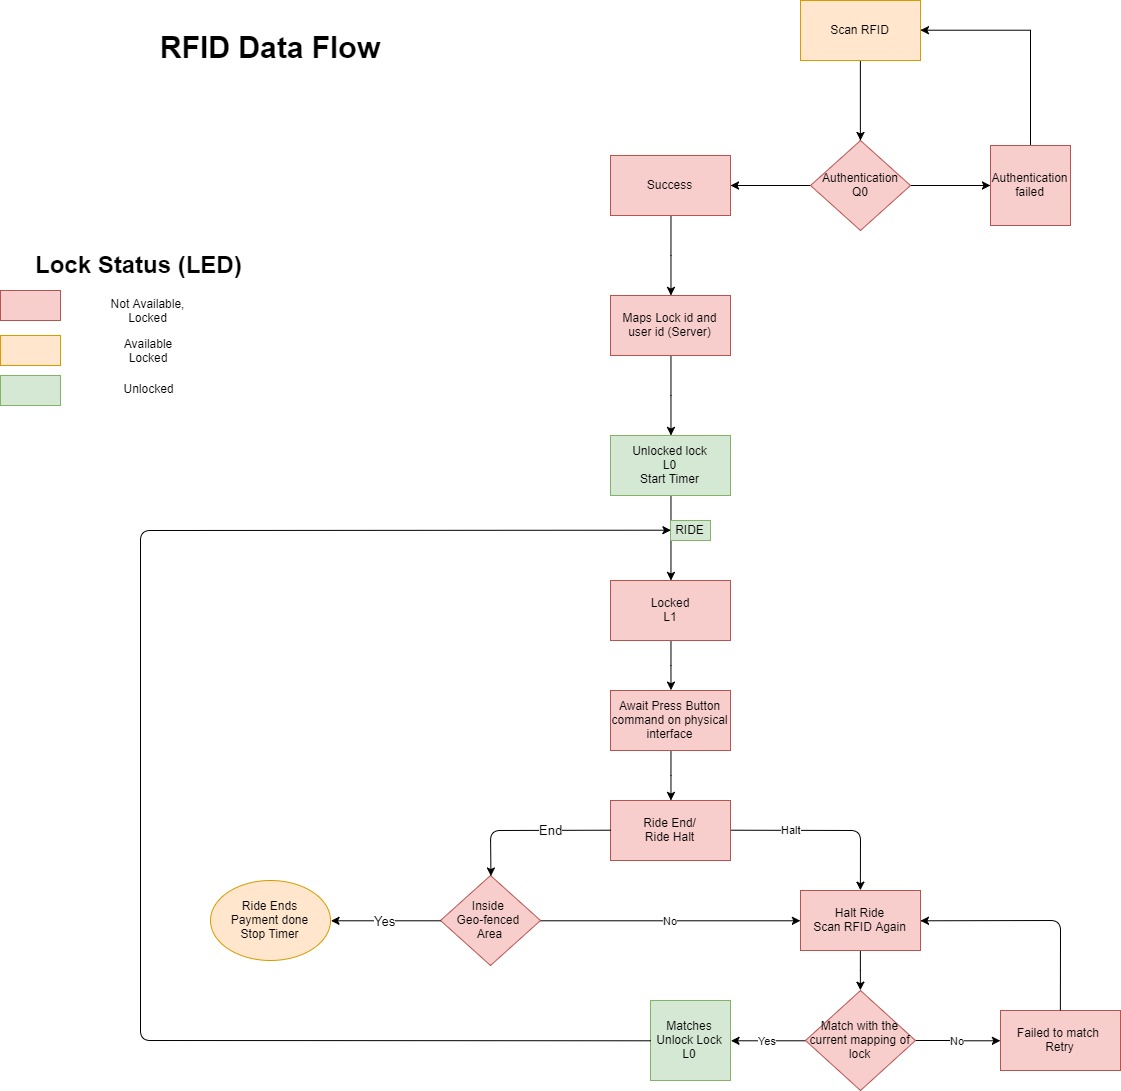 Scan RFID
RFID Data Flow
Authentication
Q0
Authentication
failed
Success
Lock Status (LED)
Not Available,
Locked
Available
Locked
Unlocked
Maps Lock id and
user id (Server)
Unlocked lock
L0
Start Timer
RIDE
Locked
L1
Await Press Button
command on physical
interface
Ride End/
Ride Halt
End
Halt
Ride Ends
Payment done
Stop Timer
Yes
Inside
Geo-fenced
Area
No
Halt Ride
Scan RFID Again
Matches
Unlock Lock
L0
Yes
Match with the
current mapping of
lock
No
Failed to match
Retry